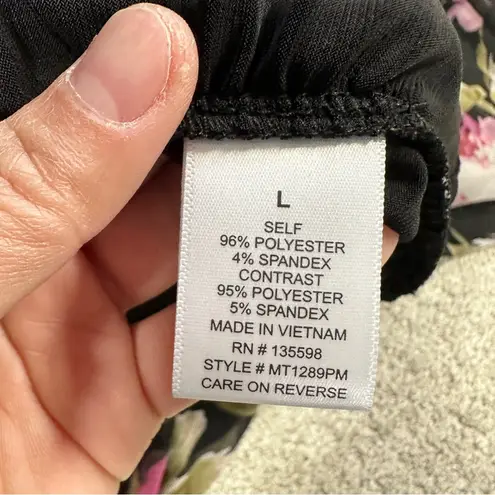 L
SELF
96% POLYESTER
4% SPANDEX
CONTRAST
95% POLYESTER
5% SPANDEX
MADE IN VIETNAM
RN # 135598
STYLE # MT1289PM
CARE ON REVERSE